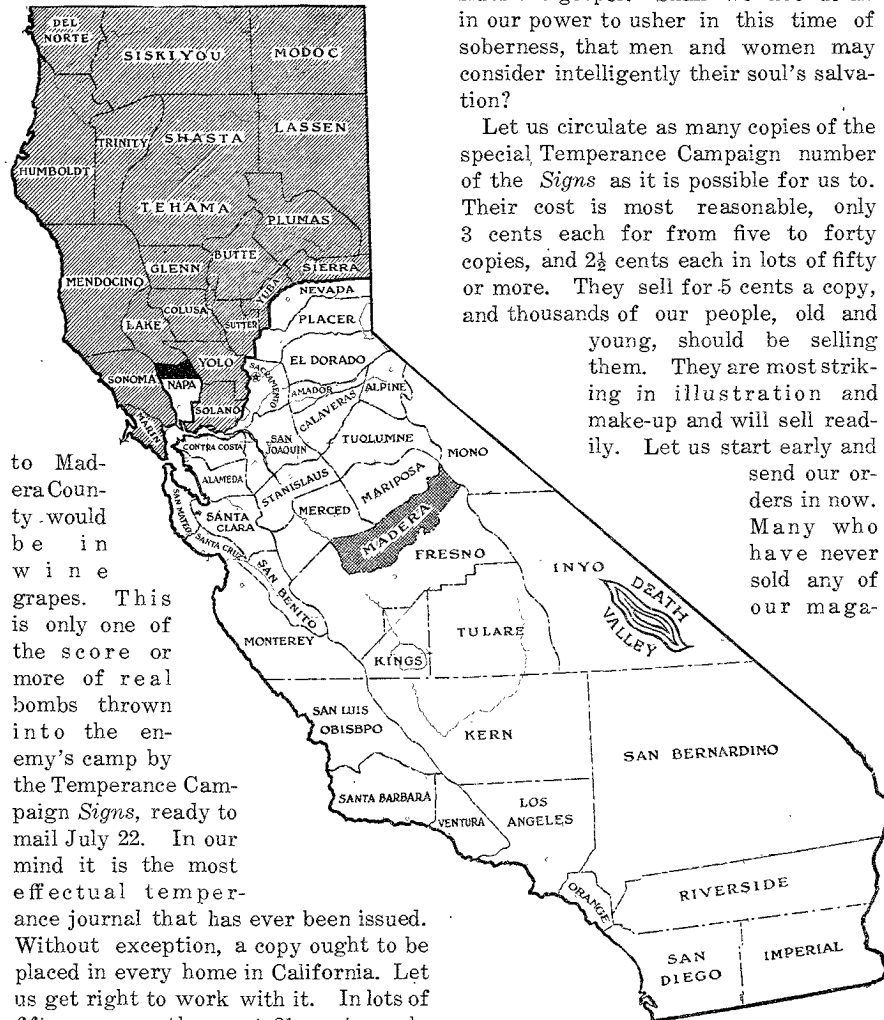 DEL
NORTE
SISKIYOU
MODOC
TRINITY
SHASTA
LASSEN
HUMBOLDT
TEHAMA
PLUMAS
MENDOCINO
GLENN
BUTTE
SIERRA
YUBA
NEVADA
COLUSA
LAKE
SUTTER
PLACER
YOLO
EL DORADO
SONOMA
NAPA
SACRAMENTO
AMADOR
ALPINE
SOLANO
CALAVERAS
MARIN
CONTRA COSTA
SAN
JOAQUIN
TUOLUMNE
MONO
ALAMEDA
STANISLAUS
MARIPOSA
SAN MATEO
SANTA
CLARA
MERCED
MADERA
SANTA CRUZ
FRESNO
SAN BENITO
INYO
DEATH
VALLEY
MONTEREY
TULARE
KINGS
SAN LUIS
OBISBPO
KERN
SAN BERNARDINO
SANTA BARBARA
VENTURA
LOS
ANGELES
ORANGE
RIVERSIDE
SAN
DIEGO
IMPERIAL
to Mad-
era Coun-
ty would
be in
wine
grapes. This
is only one of
the score or
more of real
bombs thrown
into the en-
emy's camp by
the Temperance Cam-
paign Signs, ready to
mail July 22. In our
mind it is the most
effectual temper-
ance journal that has ever been issued.
Without exception, a copy ought to be
placed in every home in California. Let
us get right to work with it. In lots of
in our power to usher in this time of
soberness, that men and women may
consider intelligently their soul's salva-
tion?
Let us circulate as many copies of the
special Temperance Campaign number
of the Signs as it is possible for us to.
Their cost is most reasonable, only
3 cents each for from five to forty
copies, and 2½ cents each in lots of fifty
or more. They sell for 5 cents a copy,
and thousands of our people, old and
young, should be selling
them. They are most strik-
ing in illustration and
make-up and will sell read-
ily. Let us start early and
send our or-
ders in now.
Many who
have never
sold any of
our maga-